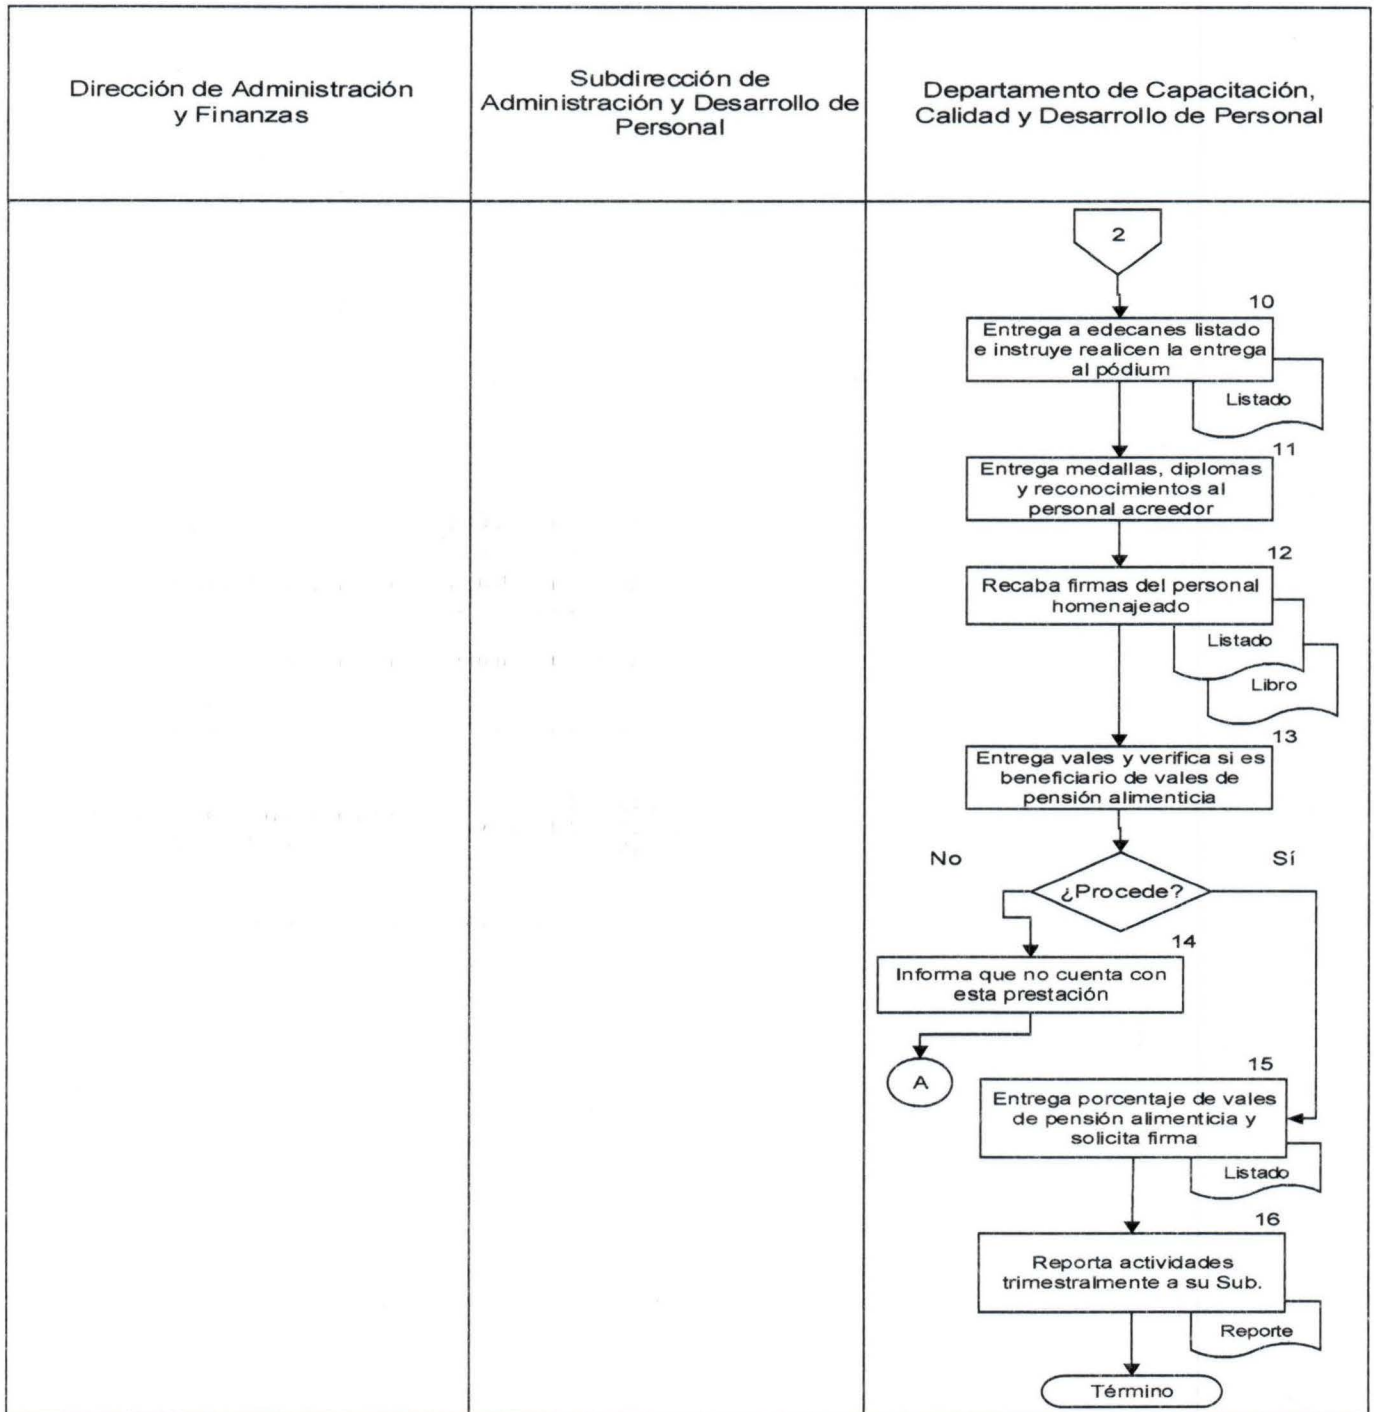 Dirección de Administración
y Finanzas
Subdirección de
Administración y Desarrollo de
Personal
Departamento de Capacitación,
Calidad y Desarrollo de Personal
2
10
Entrega a edecanes listado
e instruye realicen la entrega
al pódium
Listado
11
Entrega medallas, diplomas
y reconocimientos al
personal acreedor
12
Recaba firmas del personal
homenajeado
Listado
Libro
13
Entrega vales y verifica si es
beneficiario de vales de
pensión alimenticia
No
Sí
¿Procede?
14
Informa que no cuenta con
esta prestación
A
15
Entrega porcentaje de vales
de pensión alimenticia y
solicita firma
Listado
16
Reporta actividades
trimestralmente a su Sub.
Reporte
Término